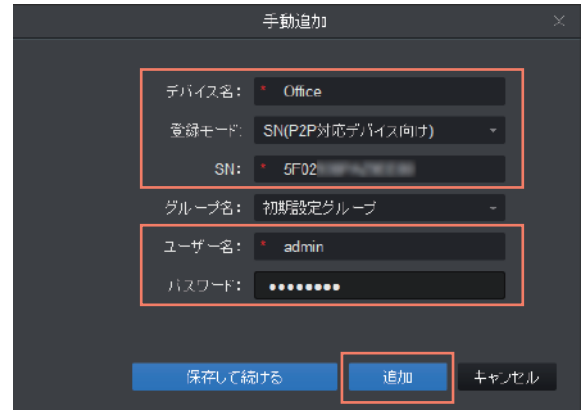 手動追加
デバイス名： * Office
登録モード: SN(P2P対応デバイス向け)
SN： * 5F02
グループ名： 初期設定グループ
ユーザー名： * admin
パスワード： ●●●●●●●●
保存して続ける 追加 キャンセル